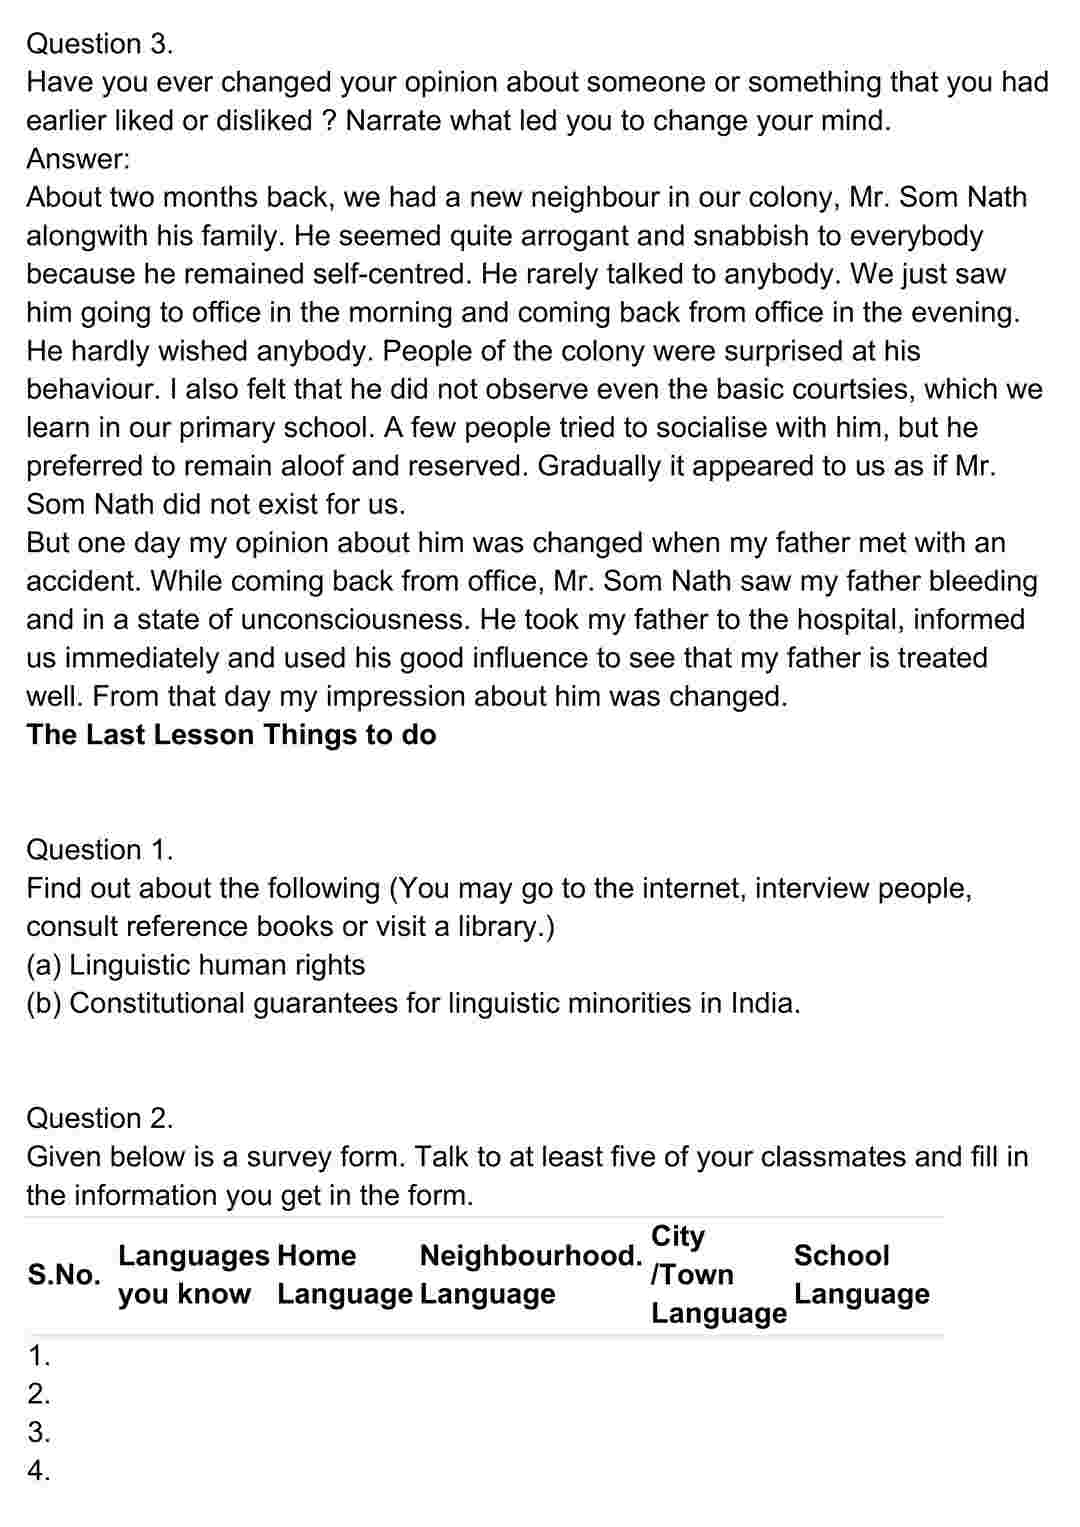 Question 3.
Have you ever changed your opinion about someone or something that you had
earlier liked or disliked ? Narrate what led you to change your mind.
Answer:
About two months back, we had a new neighbour in our colony, Mr. Som Nath
alongwith his family. He seemed quite arrogant and snabbish to everybody
because he remained self-centred. He rarely talked to anybody. We just saw
him going to office in the morning and coming back from office in the evening.
He hardly wished anybody. People of the colony were surprised at his
behaviour. I also felt that he did not observe even the basic courtsies, which we
learn in our primary school. A few people tried to socialise with him, but he
preferred to remain aloof and reserved. Gradually it appeared to us as if Mr.
Som Nath did not exist for us.
But one day my opinion about him was changed when my father met with an
accident. While coming back from office, Mr. Som Nath saw my father bleeding
and in a state of unconsciousness. He took my father to the hospital, informed
us immediately and used his good influence to see that my father is treated
well. From that day my impression about him was changed.
The Last Lesson Things to do
Question 1.
Find out about the following (You may go to the internet, interview people,
consult reference books or visit a library.)
(a) Linguistic human rights
(b) Constitutional guarantees for linguistic minorities in India.
Question 2.
Given below is a survey form. Talk to at least five of your classmates and fill in
the information you get in the form.
S.No.
Languages
you know
Home
Language
Neighbourhood.
Language
City
/Town
Language
School
Language
1.
2.
3.
4.